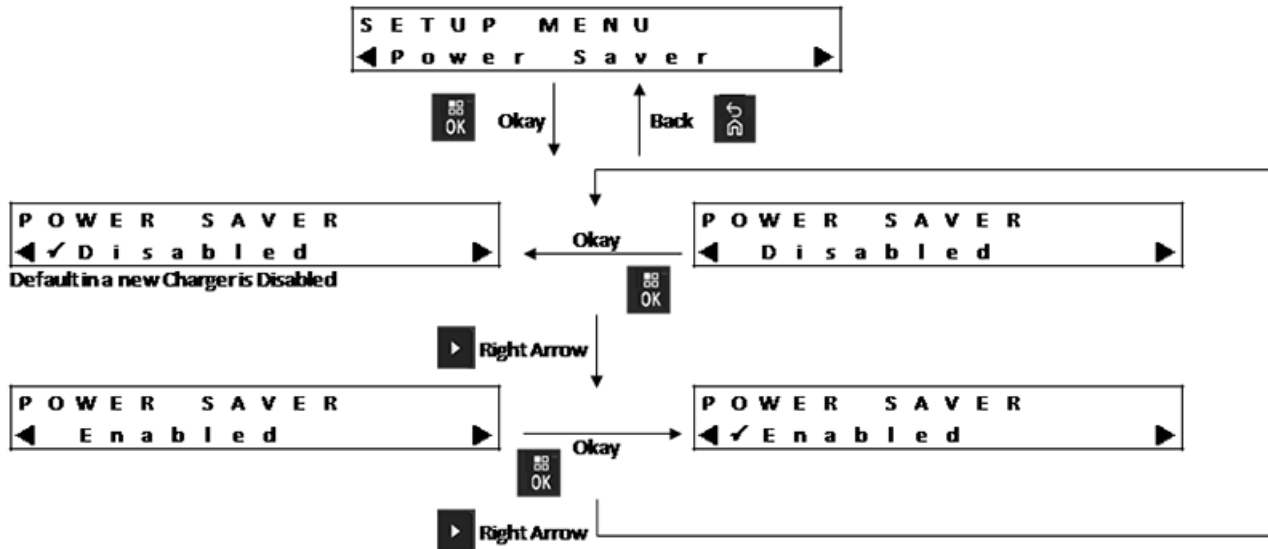 SETUP MENU
◀Power Saver ▶
OK Okay Back
POWER SAVER
◀✓Disabled ▶
Default in a new Charger is Disabled
Okay
OK
POWER SAVER
◀ Disabled ▶
Right Arrow
POWER SAVER
◀ Enabled ▶
Okay
OK
POWER SAVER
◀✓Enabled ▶
Right Arrow